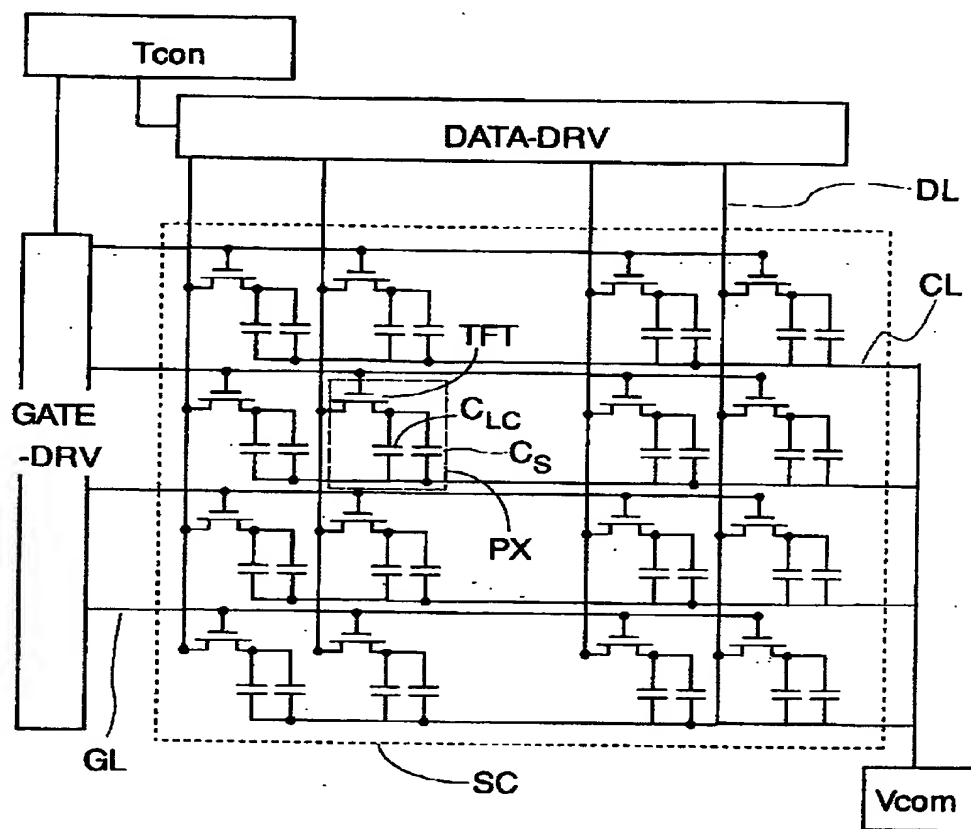 Tcon
DATA-DRV
DL
CL
TFT
GATE
-DRV
CLC
CS
PX
GL
SC
Vcom